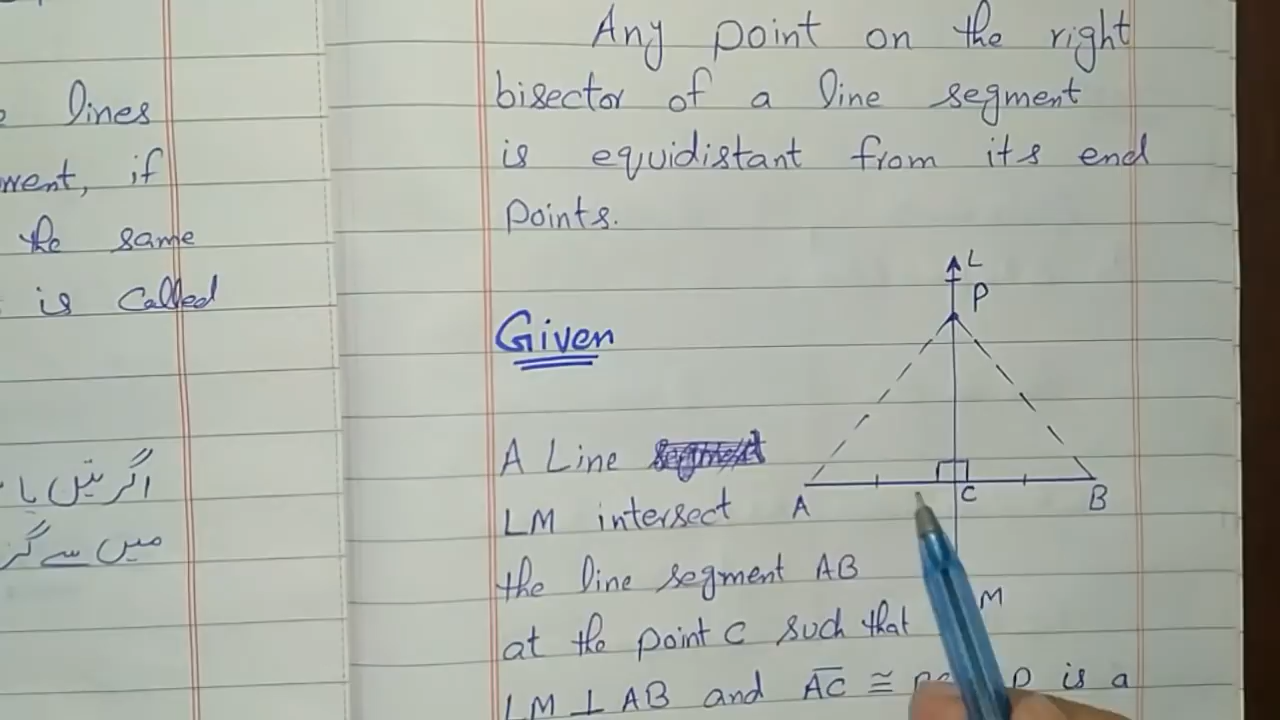 lines
if
the same
is called
اگر تین یا
میں سے گز
Any point on the right
bisector of a line segment
is equidistant from its end
points.
Given
A Line
LM intersect
the line segment AB
at the point C such that
LM ⊥ AB and A̅C̅ ≅ P is a
L
P
A
C
B
M